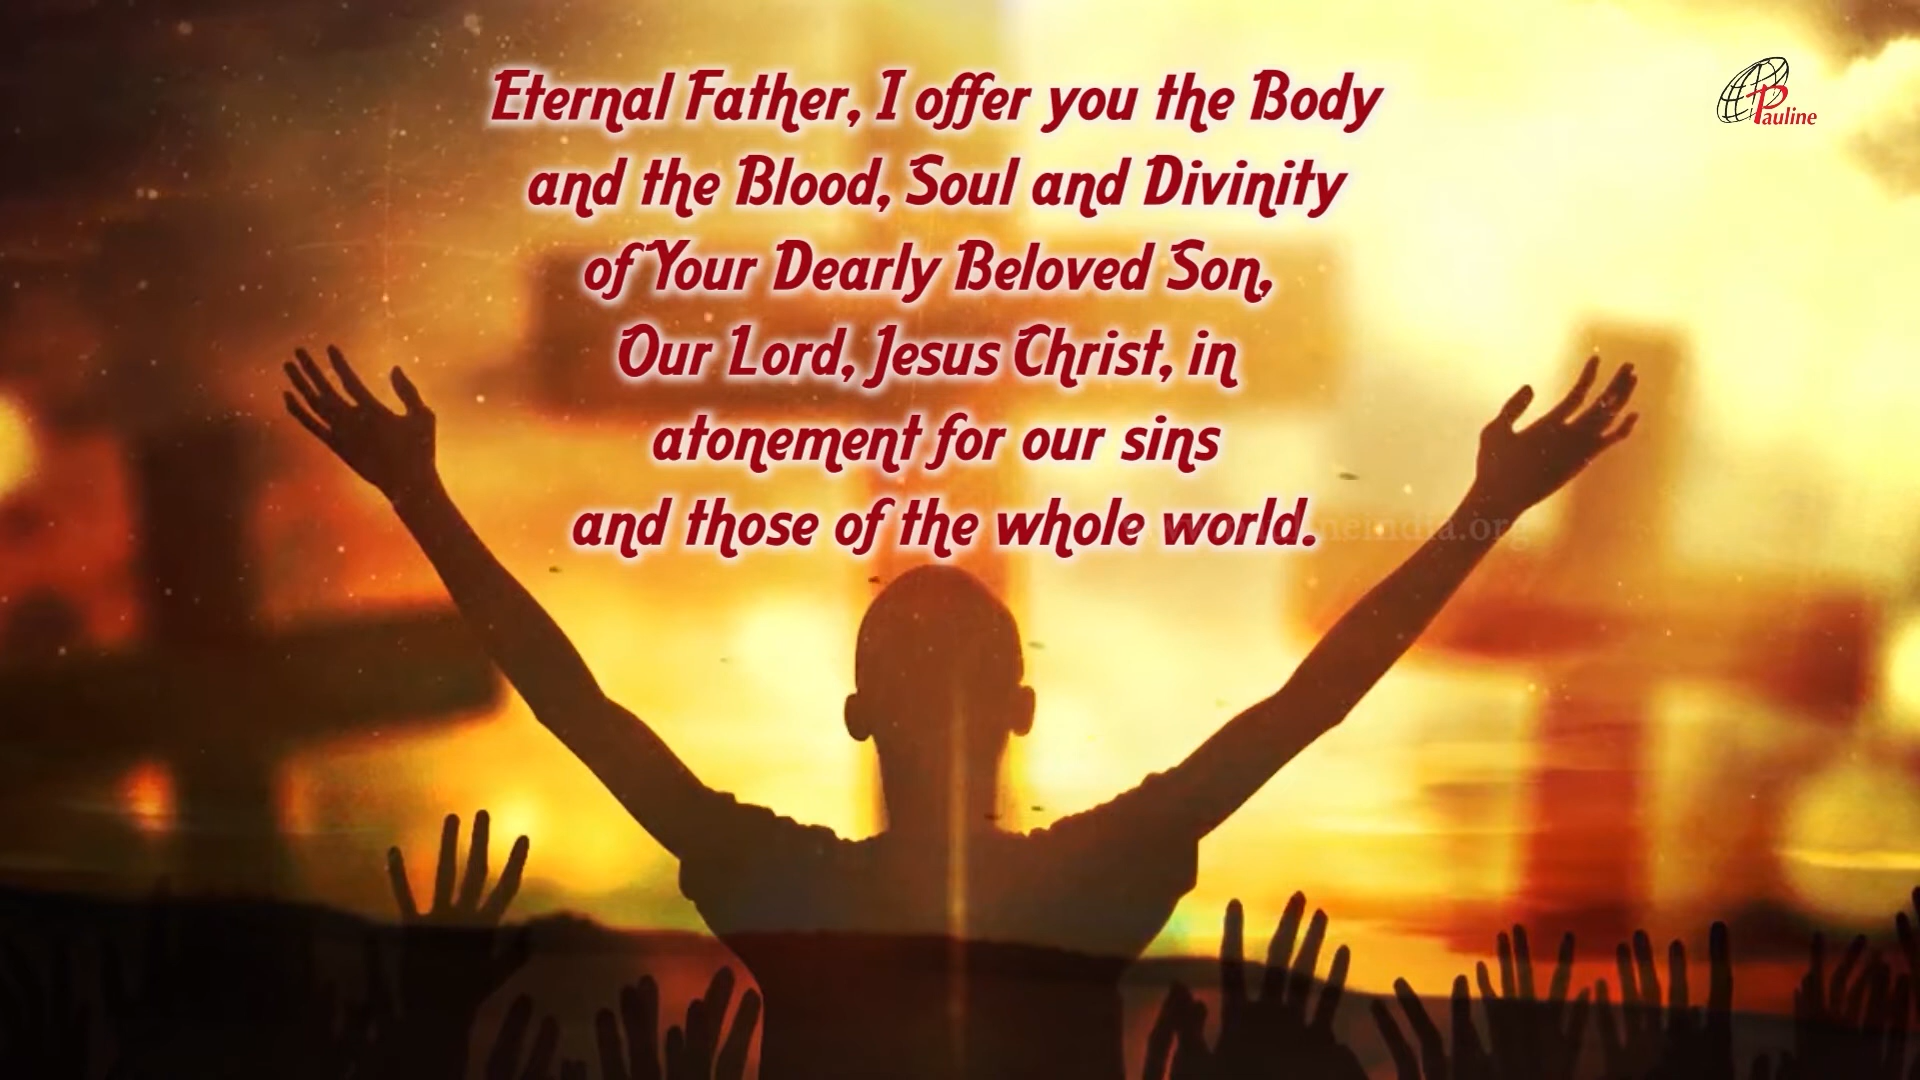 Eternal Father, I offer you the Body
and the Blood, Soul and Divinity
of Your Dearly Beloved Son,
Our Lord, Jesus Christ, in
atonement for our sins
and those of the whole world.
Pauline